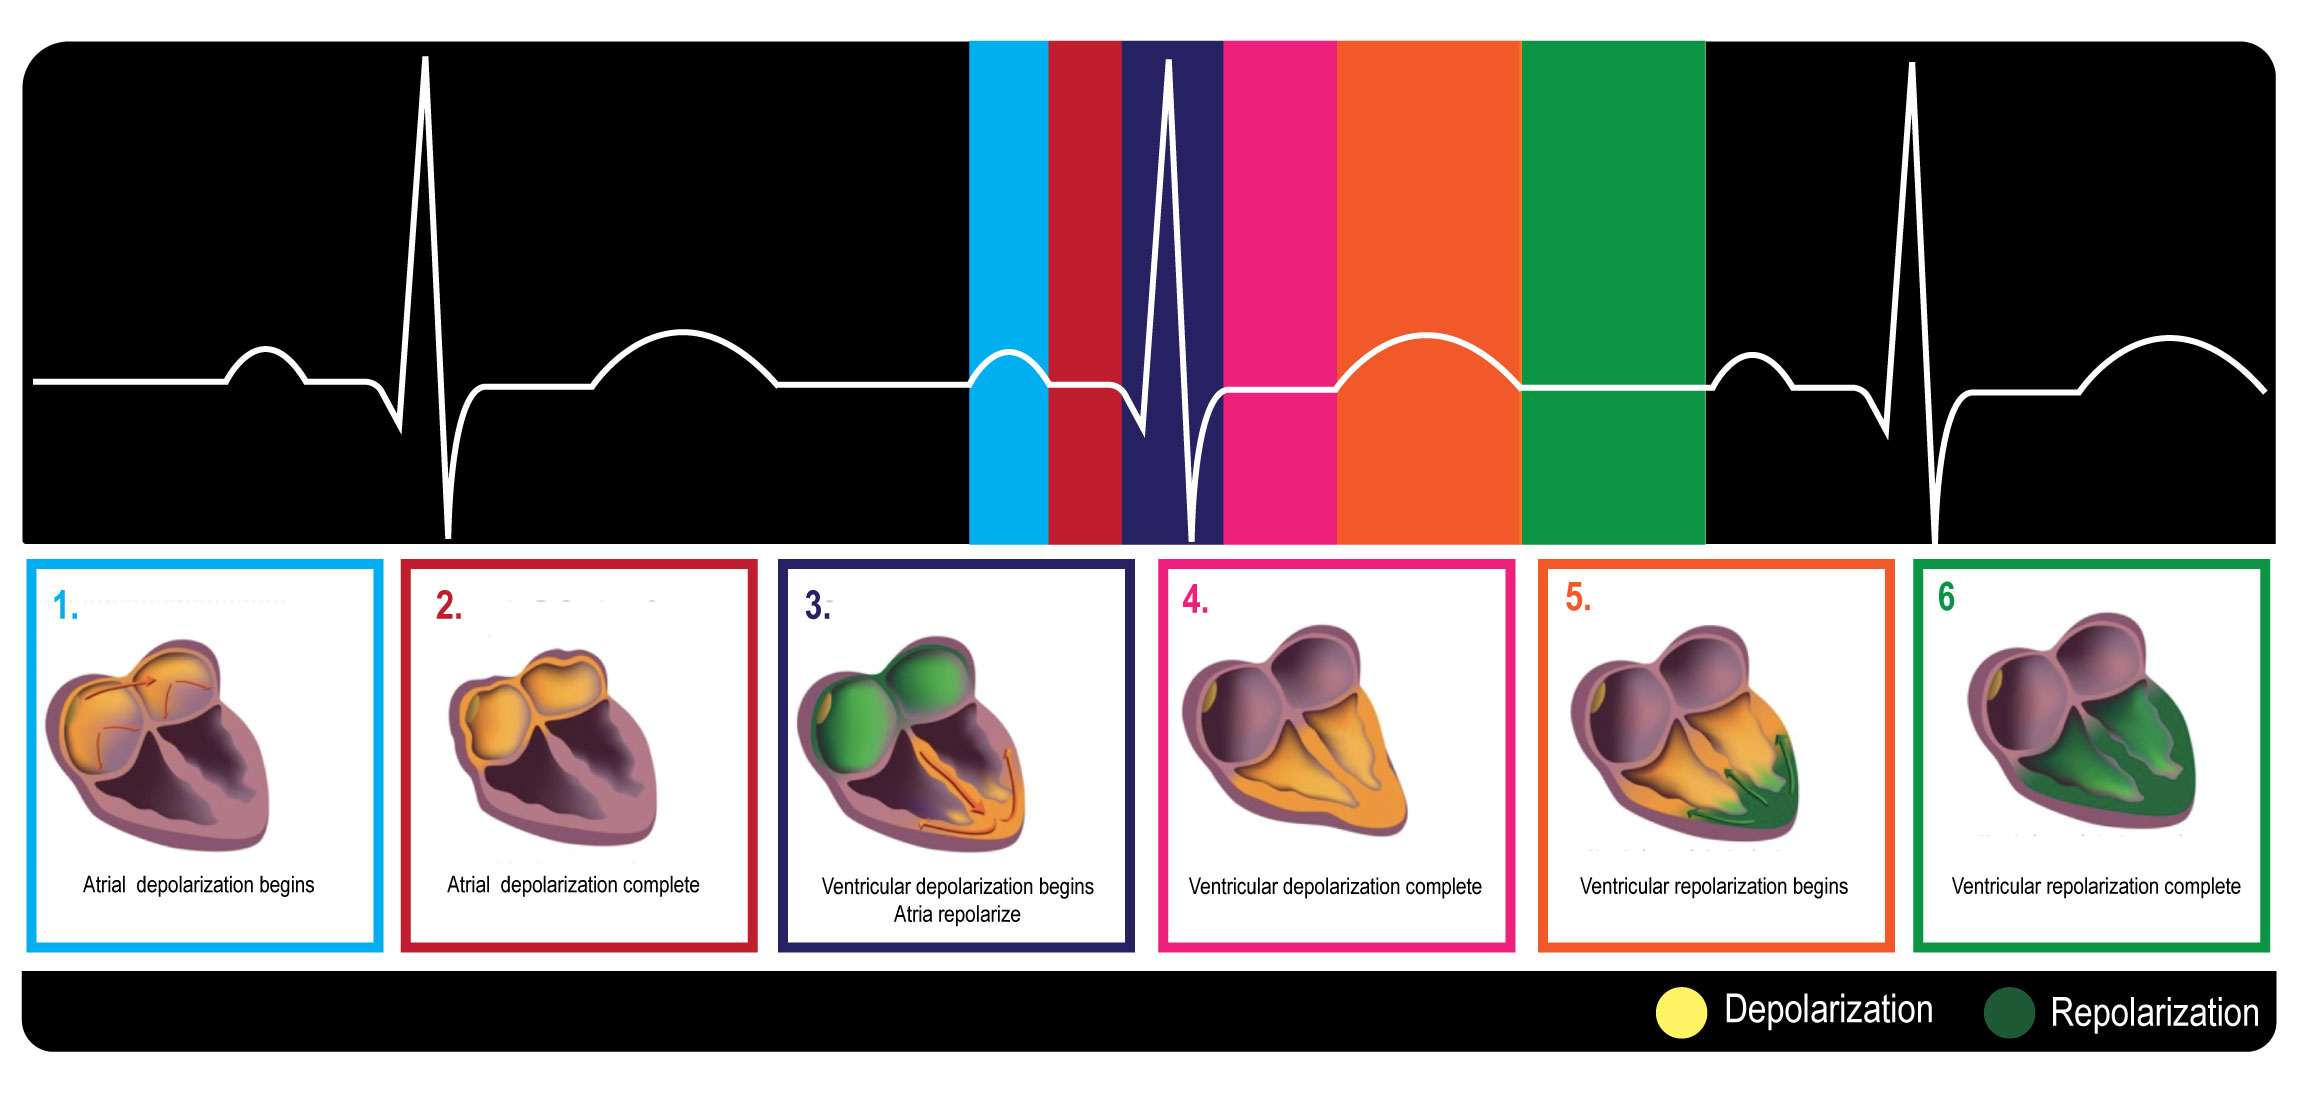 1.
Atrial depolarization begins
2.
Atrial depolarization complete
3.
Ventricular depolarization begins
Atria repolarize
4.
Ventricular depolarization complete
5.
Ventricular repolarization begins
6
Ventricular repolarization complete
Depolarization
Repolarization